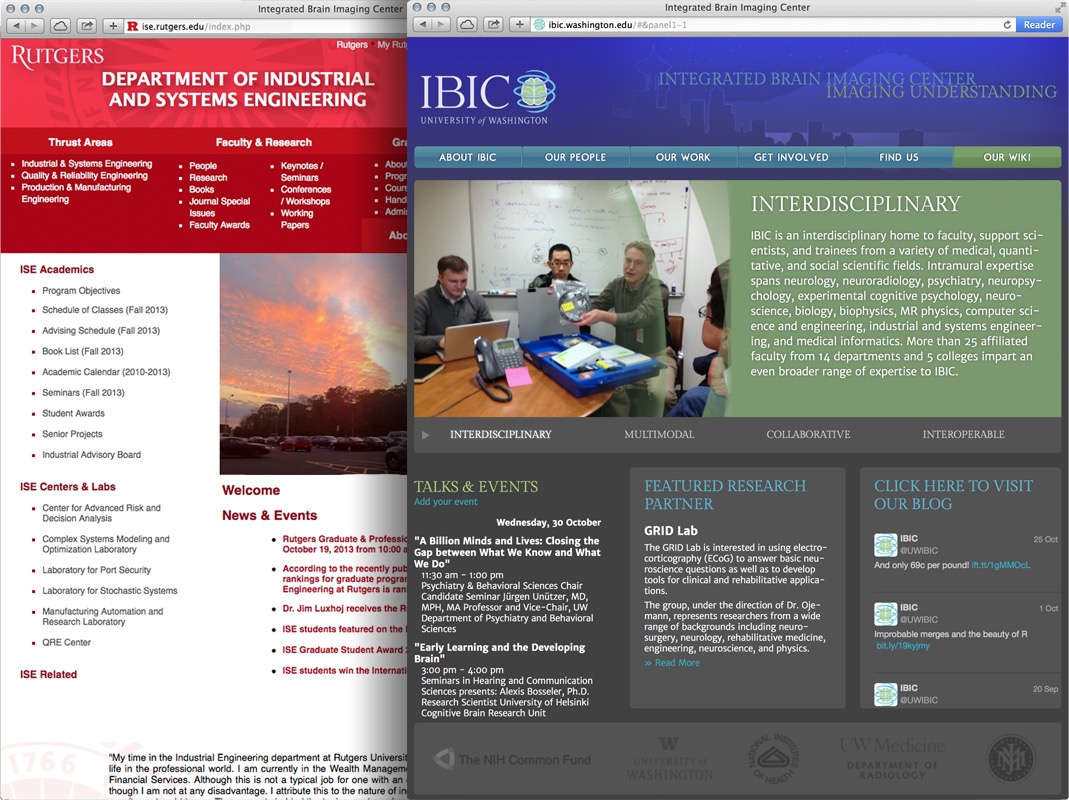 Integrated Brain Imaging Center
ise.rutgers.edu/index.php
RUTGERS
Rutgers
DEPARTMENT OF INDUSTRIAL
AND SYSTEMS ENGINEERING
Thrust Areas
Industrial & Systems Engineering
Quality & Reliability Engineering
Production & Manufacturing
Engineering
Faculty & Research
People
Research
Books
Journal Special
Issues
Faculty Awards
Keynotes /
Seminars
Conferences
/ Workshops
Working
Papers
ISE Academics
Program Objectives
Schedule of Classes (Fall 2013)
Advising Schedule (Fall 2013)
Book List (Fall 2013)
Academic Calendar (2010-2013)
Seminars (Fall 2013)
Student Awards
Senior Projects
Industrial Advisory Board
ISE Centers & Labs
Center for Advanced Risk and
Decision Analysis
Complex Systems Modeling and
Optimization Laboratory
Laboratory for Port Security
Laboratory for Stochastic Systems
Manufacturing Automation and
Research Laboratory
QRE Center
ISE Related
Welcome
News & Events
Rutgers Graduate & Professio
October 19, 2013 from 10:00 a
According to the recently pub
rankings for graduate program
Engineering at Rutgers is rank
Dr. Jim Luxhoj receives the R
ISE students featured on the
ISE Graduate Student Award
ISE students win the Internati
1766
"My time in the Industrial Engineering department at Rutgers Universit
life in the professional world. I am currently in the Wealth Manageme
Financial Services. Although this is not a typical job for one with an
though I am not at any disadvantage. I attribute this to the nature of in
Integrated Brain Imaging Center
ibic.washington.edu/#&panel1-1
Reader
IBIC
UNIVERSITY of WASHINGTON
INTEGRATED BRAIN IMAGING CENTER
IMAGING UNDERSTANDING
ABOUT IBIC
OUR PEOPLE
OUR WORK
GET INVOLVED
FIND US
OUR WIKI
INTERDISCIPLINARY
IBIC is an interdisciplinary home to faculty, support sci-
entists, and trainees from a variety of medical, quanti-
tative, and social scientific fields. Intramural expertise
spans neurology, neuroradiology, psychiatry, neuropsy-
chology, experimental cognitive psychology, neuro-
science, biology, biophysics, MR physics, computer sci-
ence and engineering, industrial and systems engineer-
ing, and medical informatics. More than 25 affiliated
faculty from 14 departments and 5 colleges impart an
even broader range of expertise to IBIC.
INTERDISCIPLINARY
MULTIMODAL
COLLABORATIVE
INTEROPERABLE
TALKS & EVENTS
Add your event
Wednesday, 30 October
"A Billion Minds and Lives: Closing the
Gap between What We Know and What
We Do"
11:30 am - 1:00 pm
Psychiatry & Behavioral Sciences Chair
Candidate Seminar Jürgen Unützer, MD,
MPH, MA Professor and Vice-Chair, UW
Department of Psychiatry and Behavioral
Sciences
"Early Learning and the Developing
Brain"
3:00 pm - 4:00 pm
Seminars in Hearing and Communication
Sciences presents: Alexis Bosseler, Ph.D.
Research Scientist University of Helsinki
Cognitive Brain Research Unit
FEATURED RESEARCH
PARTNER
GRID Lab
The GRID Lab is interested in using electro-
corticography (ECoG) to answer basic neu-
roscience questions as well as to develop
tools for clinical and rehabilitative applica-
tions.
The group, under the direction of Dr. Oje-
mann, represents researchers from a wide
range of backgrounds including neuro-
surgery, neurology, rehabilitative medicine,
engineering, neuroscience, and physics.
» Read More
CLICK HERE TO VISIT
OUR BLOG
IBIC
25 Oct
@UWIBIC
And only 69c per pound! ift.tt/1gMMOcL
IBIC
1 Oct
@UWIBIC
Improbable merges and the beauty of R
bit.ly/19kyjmy
IBIC
20 Sep
@UWIBIC
The NIH Common Fund
W
UNIVERSITY of
WASHINGTON
NATIONAL INSTITUTES
OF HEALTH
UW Medicine
DEPARTMENT OF
RADIOLOGY